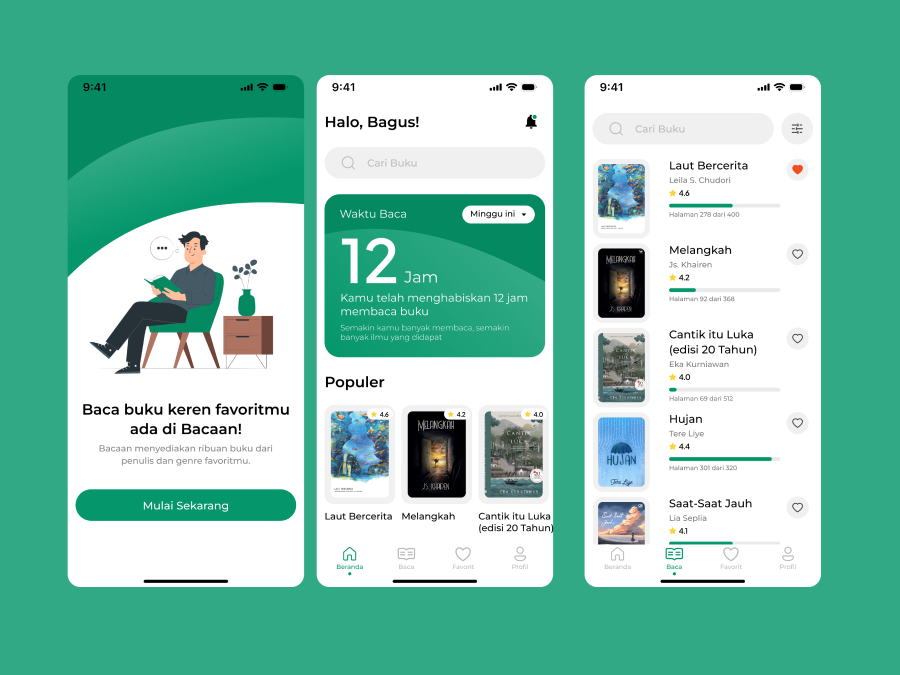 9:41
Baca buku keren favoritmu
ada di Bacaan!
Bacaan menyediakan ribuan buku dari
penulis dan genre favoritmu.
Mulai Sekarang
9:41
Halo, Bagus!
Cari Buku
Waktu Baca
Minggu ini
12 Jam
Kamu telah menghabiskan 12 jam
membaca buku
Semakin kamu banyak membaca, semakin
banyak ilmu yang didapat
Populer
4.6
4.2
4.0
MELANGKAH
JS. KHAIREN
CANTIK
ITU
LUKA
EKA KURNIAWAN
Laut Bercerita
Melangkah
Cantik itu Luka
(edisi 20 Tahun)
Beranda
Baca
Favorit
Profil
9:41
Cari Buku
Laut Bercerita
Leila S. Chudori
4.6
Halaman 278 dari 400
MELANGKAH
Melangkah
Js. Khairen
4.2
Halaman 92 dari 368
CANTIK
ITU
LUKA
Cantik itu Luka
(edisi 20 Tahun)
Eka Kurniawan
4.0
Halaman 69 dari 512
HUJAN
Tere Liye
Hujan
Tere Liye
4.4
Halaman 301 dari 320
Saat-Saat Jauh
Lia Seplia
4.1
Beranda
Baca
Favorit
Profil